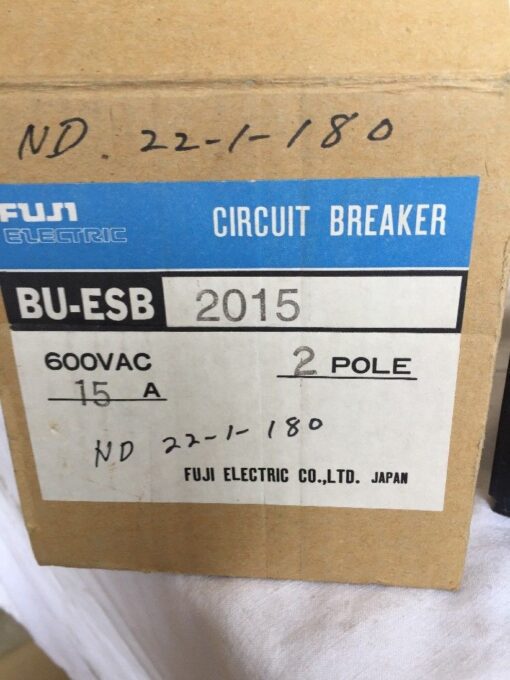 ND. 22-1-180
FUJI
ELECTRIC
CIRCUIT BREAKER
BU-ESB 2015
600VAC
15 A
2 POLE
ND 22-1-180
FUJI ELECTRIC CO.,LTD. JAPAN